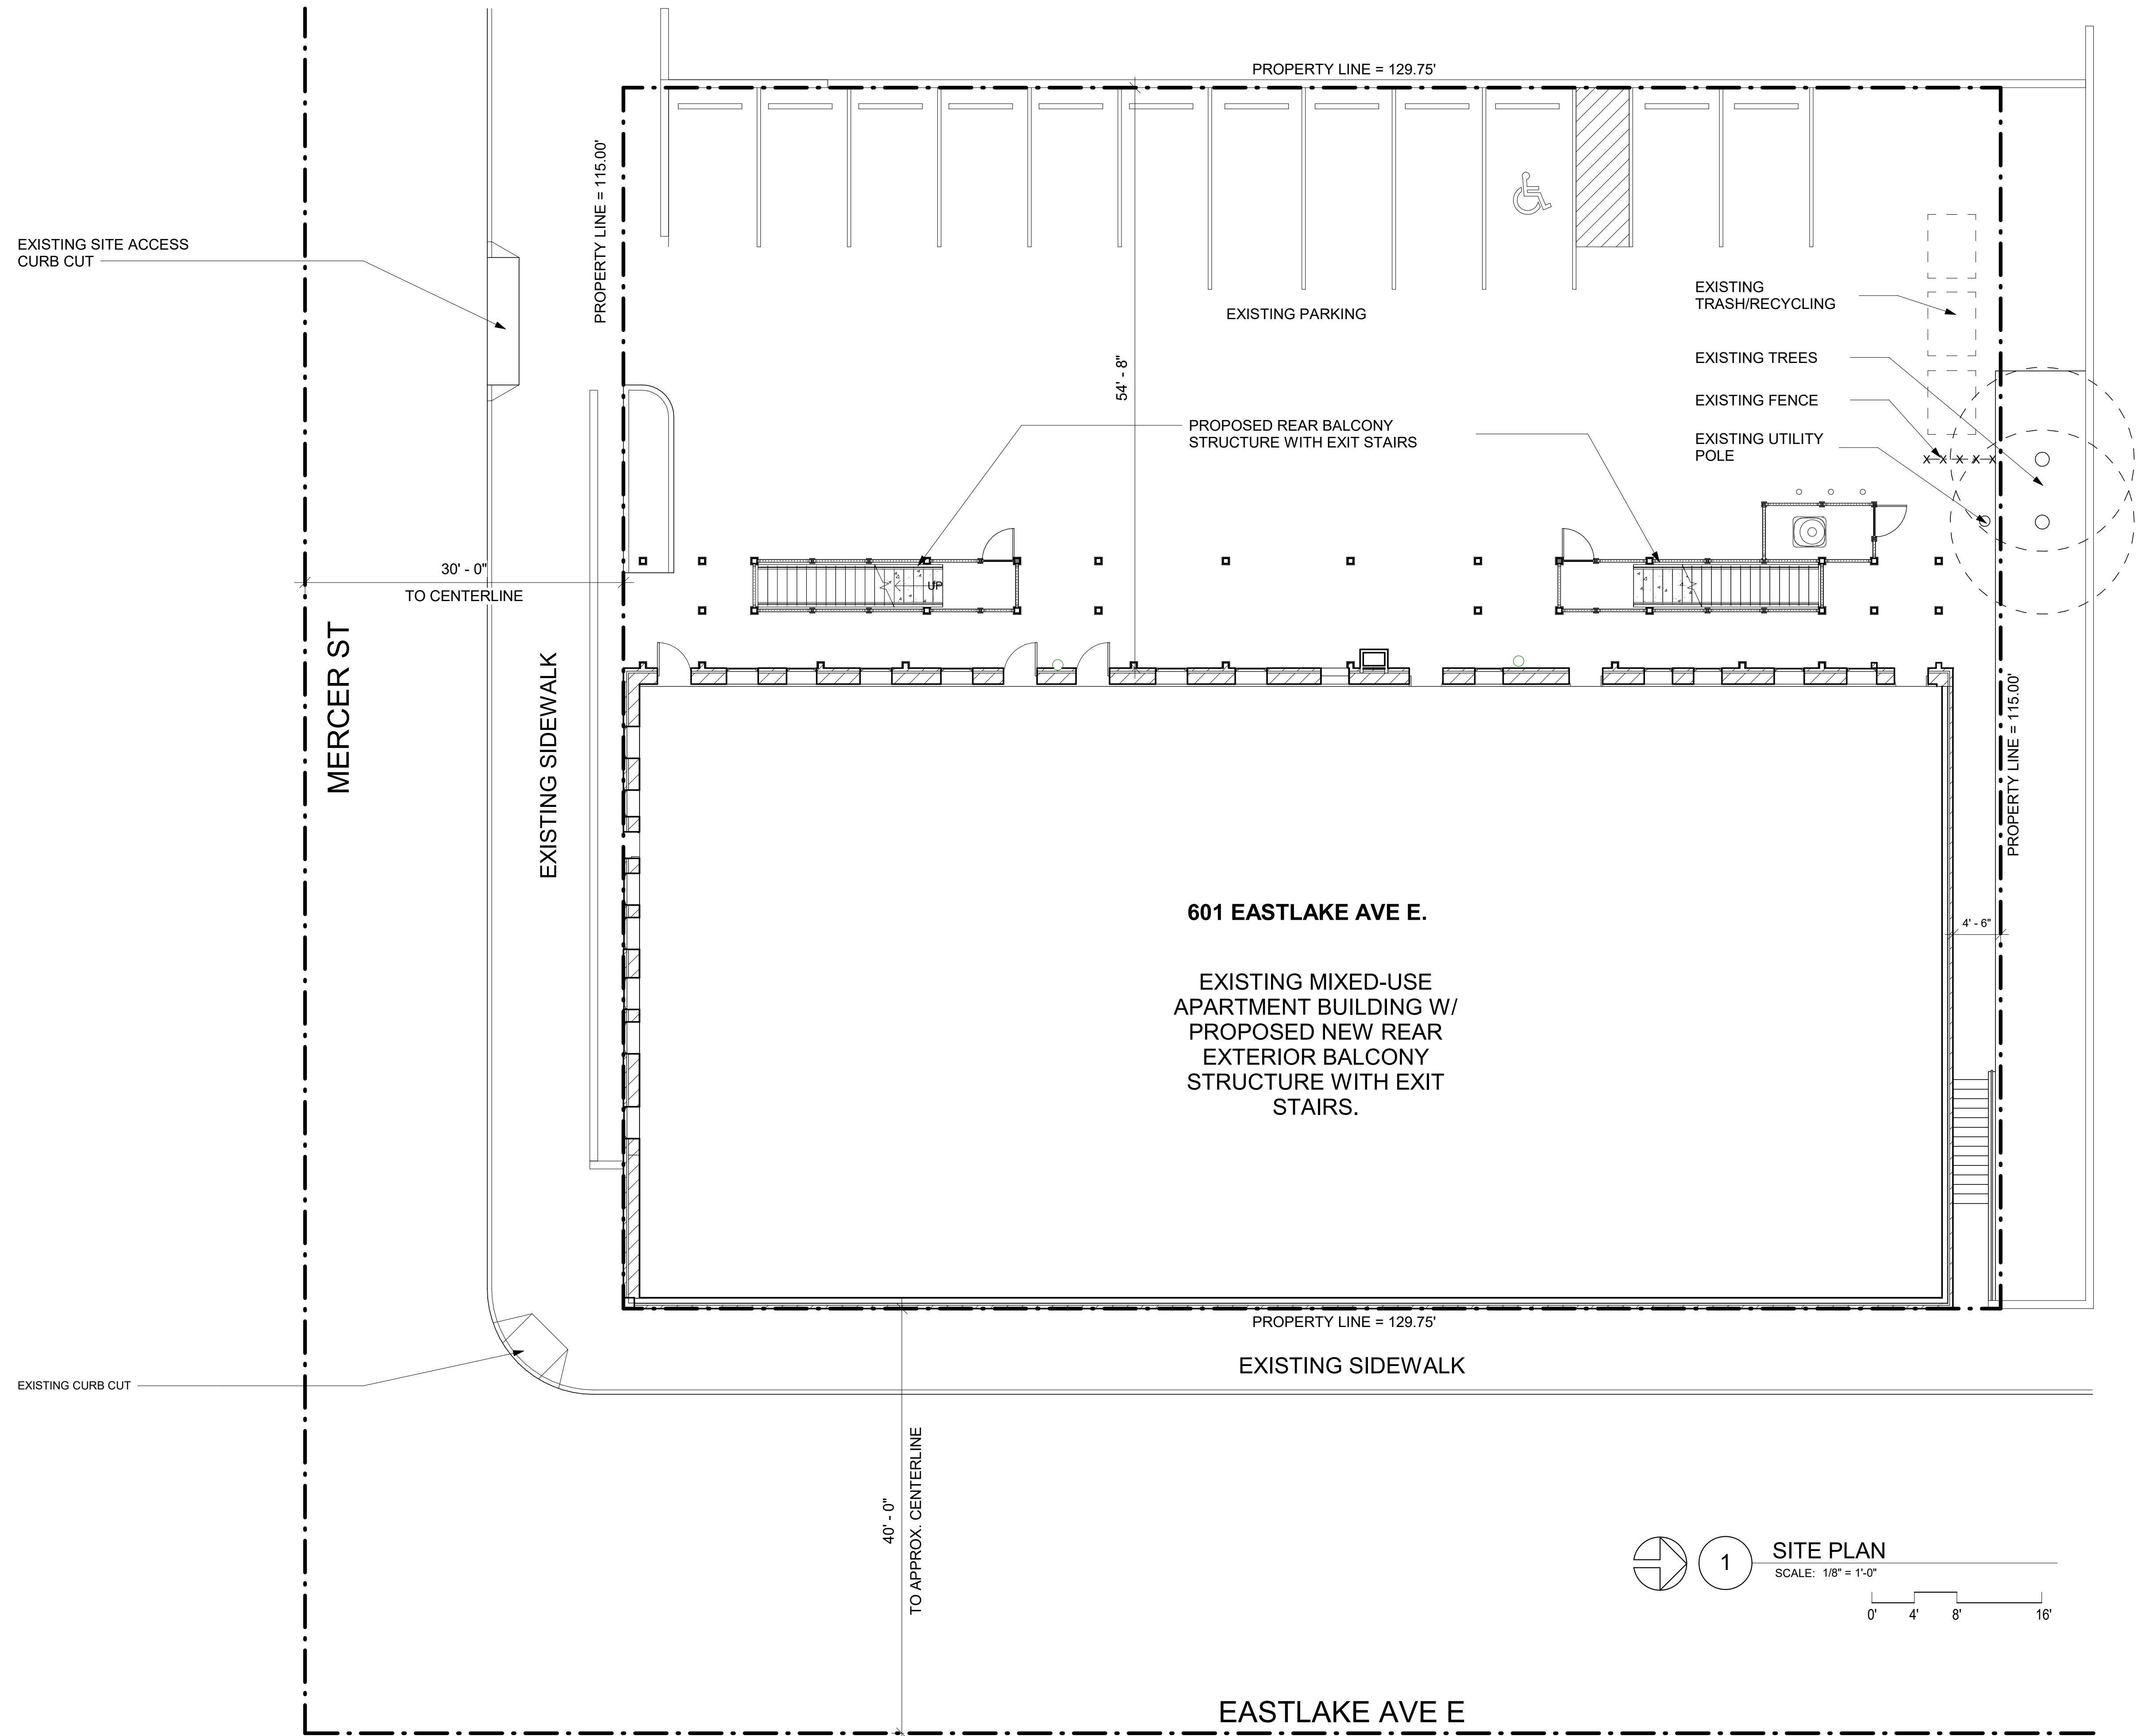 PROPERTY LINE = 129.75'
PROPERTY LINE = 115.00'
EXISTING SITE ACCESS
CURB CUT
EXISTING PARKING
54' - 8"
EXISTING
TRASH/RECYCLING
EXISTING TREES
EXISTING FENCE
EXISTING UTILITY
POLE
PROPOSED REAR BALCONY
STRUCTURE WITH EXIT STAIRS
X X X X X
UP
30' - 0"
TO CENTERLINE
MERCER ST
EXISTING SIDEWALK
PROPERTY LINE = 115.00'
4' - 6"
601 EASTLAKE AVE E.
EXISTING MIXED-USE
APARTMENT BUILDING W/
PROPOSED NEW REAR
EXTERIOR BALCONY
STRUCTURE WITH EXIT
STAIRS.
PROPERTY LINE = 129.75'
EXISTING SIDEWALK
EXISTING CURB CUT
40' - 0"
TO APPROX. CENTERLINE
1
SITE PLAN
SCALE: 1/8" = 1'-0"
0' 4' 8' 16'
EASTLAKE AVE E